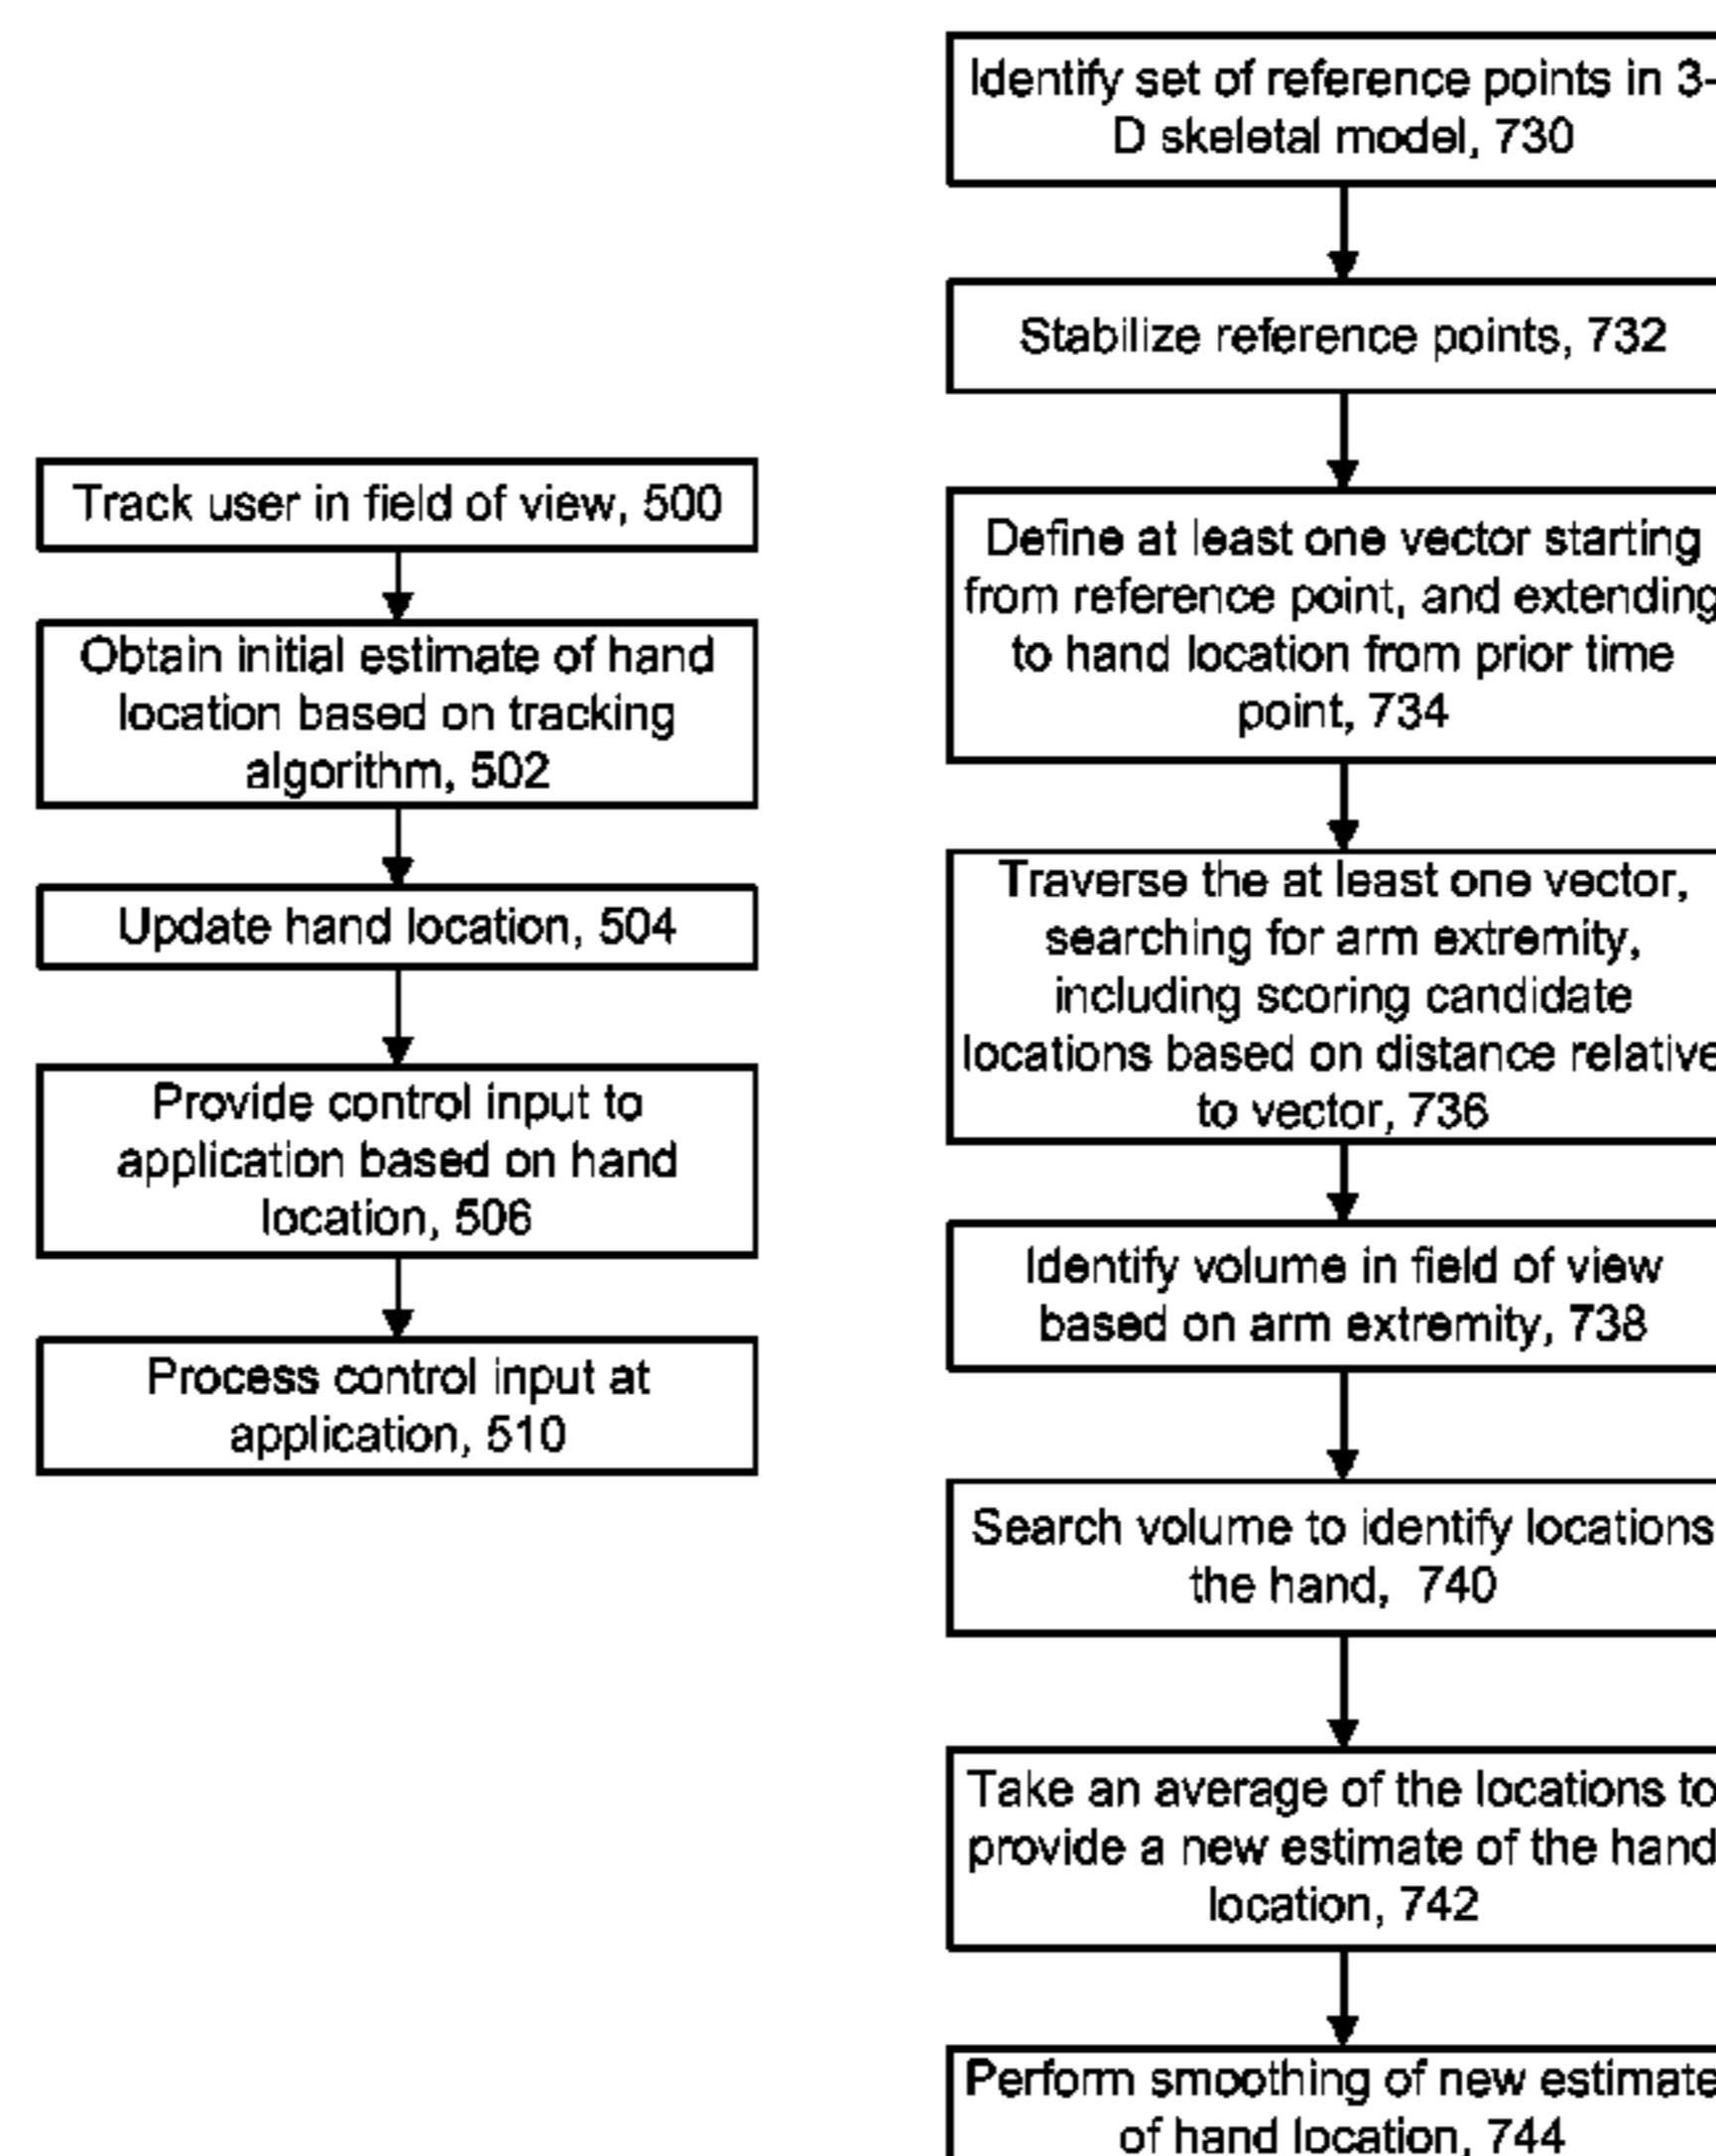 Track user in field of view, 500
Obtain initial estimate of hand
location based on tracking
algorithm, 502
Update hand location, 504
Provide control input to
application based on hand
location, 506
Process control input at
application, 510
Identify set of reference points in 3-
D skeletal model, 730
Stabilize reference points, 732
Define at least one vector starting
from reference point, and extending
to hand location from prior time
point, 734
Traverse the at least one vector,
searching for arm extremity,
including scoring candidate
locations based on distance relative
to vector, 736
Identify volume in field of view
based on arm extremity, 738
Search volume to identify locations
the hand, 740
Take an average of the locations to
provide a new estimate of the hand
location, 742
Perform smoothing of new estimate
of hand location, 744